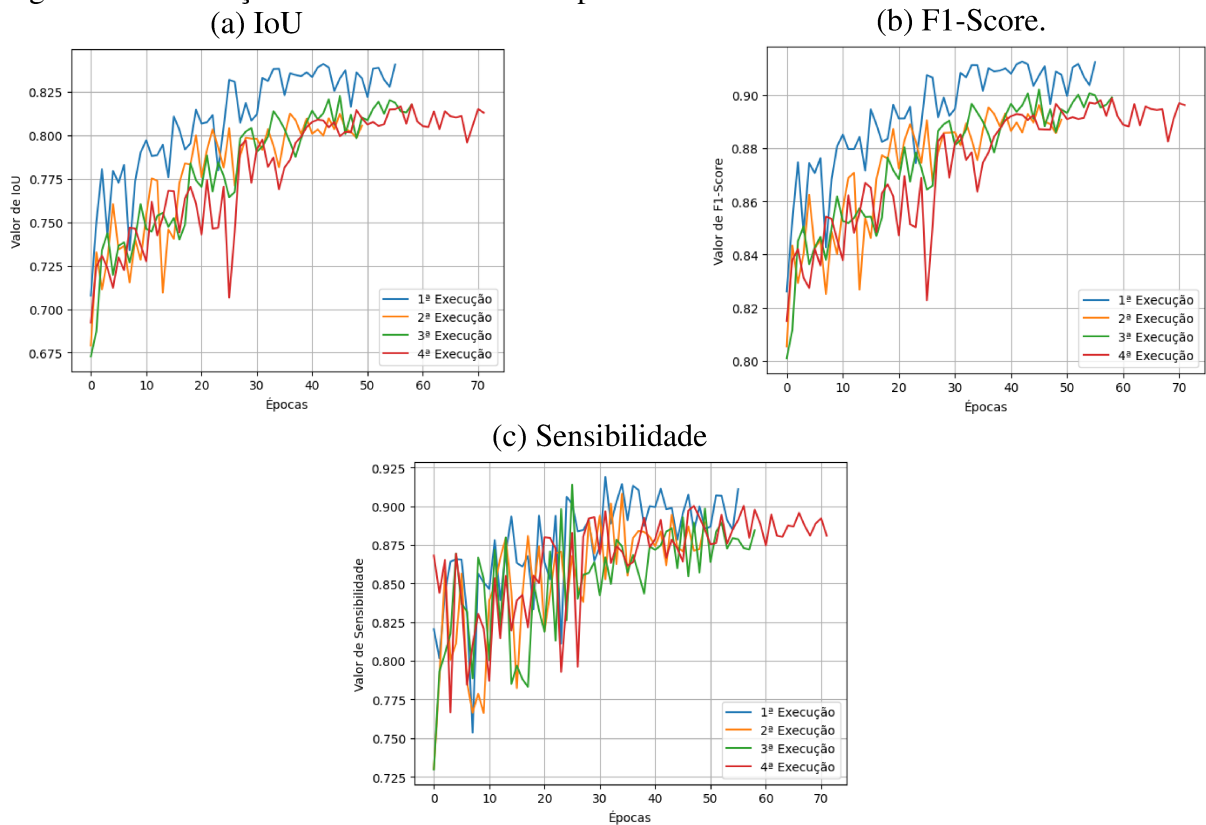 (a) IoU
0.825
0.800
0.775
0.750
0.725
0.700
0.675
Valor de IoU
0 10 20 30 40 50 60 70
Épocas
1ª Execução
2ª Execução
3ª Execução
4ª Execução
(b) F1-Score.
0.90
0.88
0.86
0.84
0.82
0.80
Valor de F1-Score
0 10 20 30 40 50 60 70
Épocas
1ª Execução
2ª Execução
3ª Execução
4ª Execução
(c) Sensibilidade
0.925
0.900
0.875
0.850
0.825
0.800
0.775
0.750
0.725
Valor de Sensibilidade
0 10 20 30 40 50 60 70
Épocas
1ª Execução
2ª Execução
3ª Execução
4ª Execução